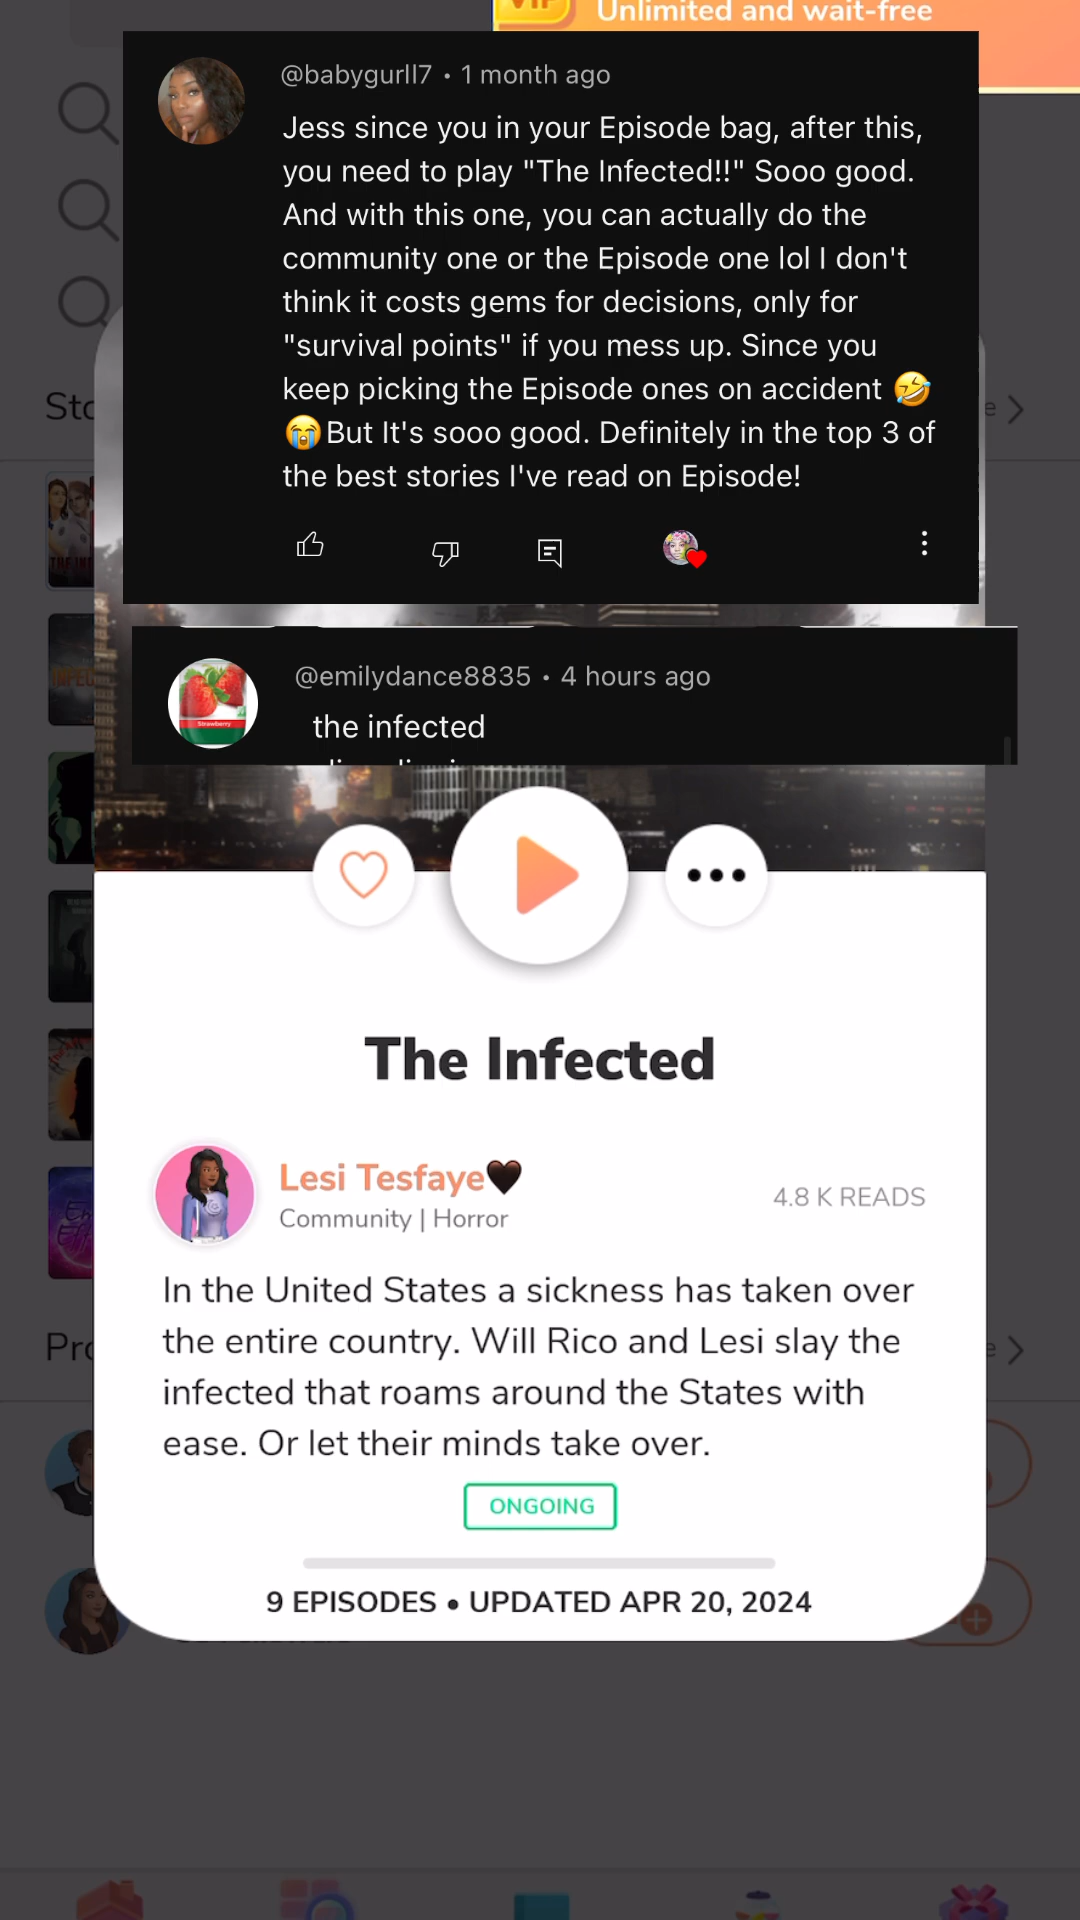 VIP
Unlimited and wait-free
@babygurll7 • 1 month ago
Jess since you in your Episode bag, after this,
you need to play "The Infected!!" Sooo good.
And with this one, you can actually do the
community one or the Episode one lol I don't
think it costs gems for decisions, only for
"survival points" if you mess up. Since you
keep picking the Episode ones on accident 🤣
😭But It's sooo good. Definitely in the top 3 of
the best stories I've read on Episode!
@emilydance8835 • 4 hours ago
the infected
Strawberry
The Infected
Lesi Tesfaye🖤
Community | Horror
4.8 K READS
In the United States a sickness has taken over
the entire country. Will Rico and Lesi slay the
infected that roams around the States with
ease. Or let their minds take over.
ONGOING
9 EPISODES • UPDATED APR 20, 2024